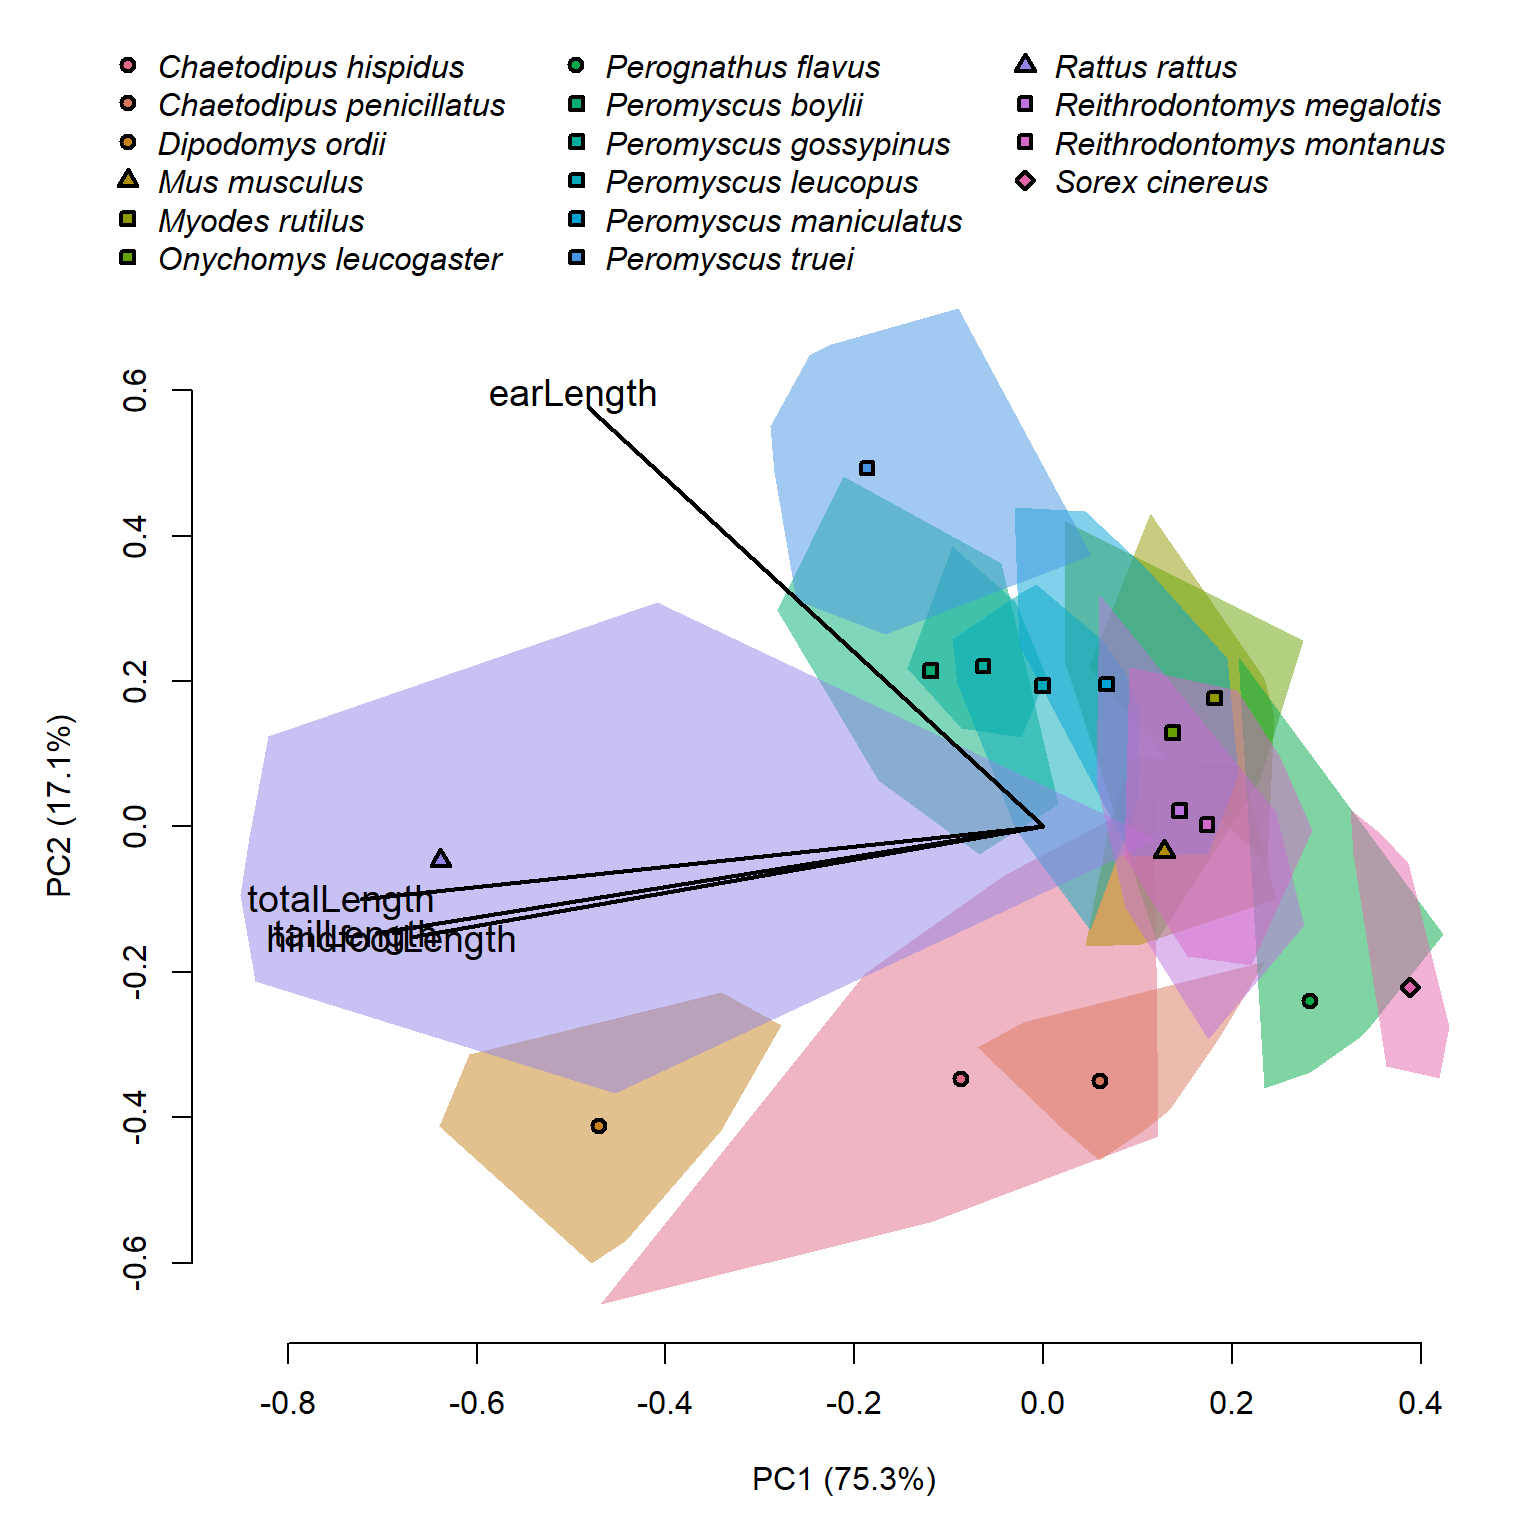 Chaetodipus hispidus
Chaetodipus penicillatus
Dipodomys ordii
Mus musculus
Myodes rutilus
Onychomys leucogaster
Perognathus flavus
Peromyscus boylii
Peromyscus gossypinus
Peromyscus leucopus
Peromyscus maniculatus
Peromyscus truei
Rattus rattus
Reithrodontomys megalotis
Reithrodontomys montanus
Sorex cinereus
earLength
totalLength
tailLength
hindfootLength
PC2 (17.1%)
0.6
0.4
0.2
0.0
-0.2
-0.4
-0.6
-0.8 -0.6 -0.4 -0.2 0.0 0.2 0.4
PC1 (75.3%)